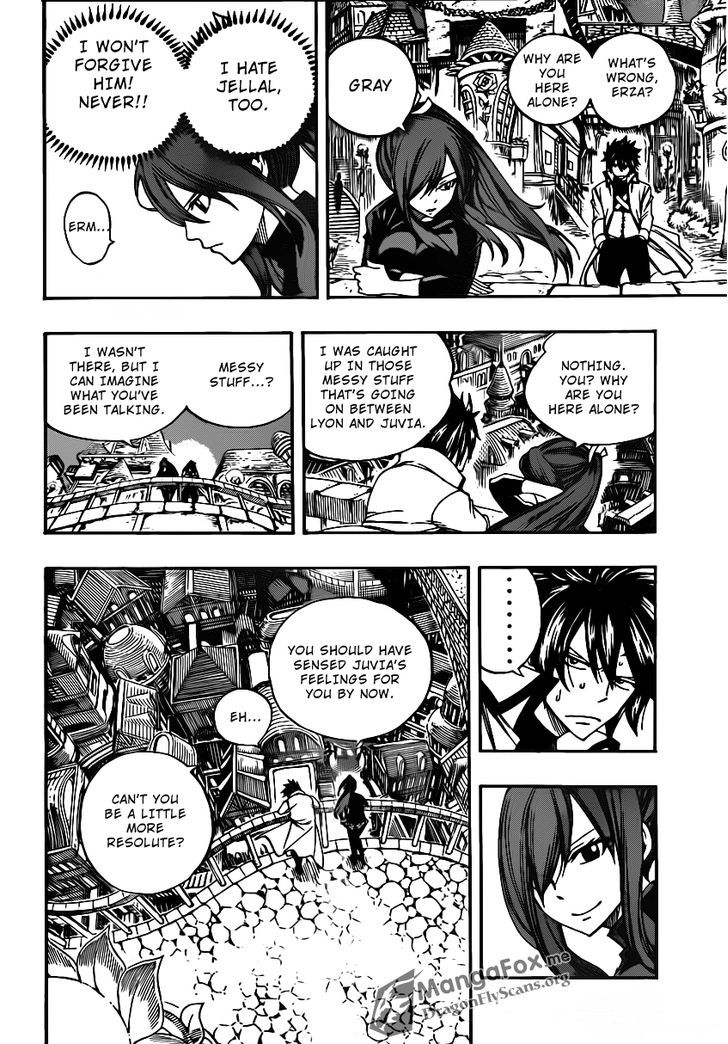 WHAT'S
WRONG,
ERZA?
WHY ARE
YOU
HERE
ALONE?
GRAY
I HATE
JELLAL,
TOO.
I WON'T
FORGIVE
HIM!
NEVER!!
ERM...
NOTHING.
YOU? WHY
ARE YOU
HERE ALONE?
I WAS CAUGHT
UP IN THOSE
MESSY STUFF
THAT'S GOING
ON BETWEEN
LYON AND JUVIA.
MESSY
STUFF...?
I WASN'T
THERE, BUT I
CAN IMAGINE
WHAT YOU'VE
BEEN TALKING.
YOU SHOULD HAVE
SENSED JUVIA'S
FEELINGS FOR
YOU BY NOW.
EH...
CAN'T YOU
BE A LITTLE
MORE
RESOLUTE?
MangaFox.me
DragonFlyScans.org